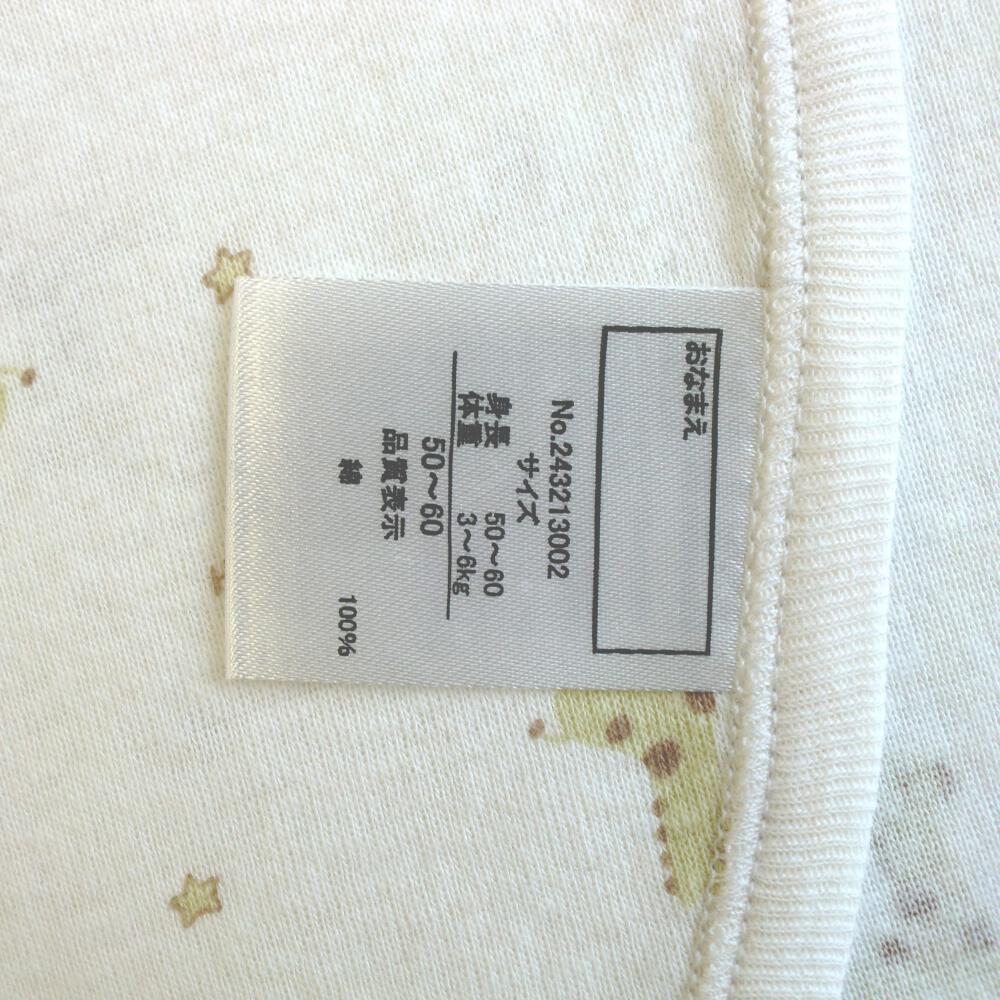 おなまえ
No.243213002
サイズ
身長 50～60
体重 3～6kg
50～60
品質表示
綿 100%